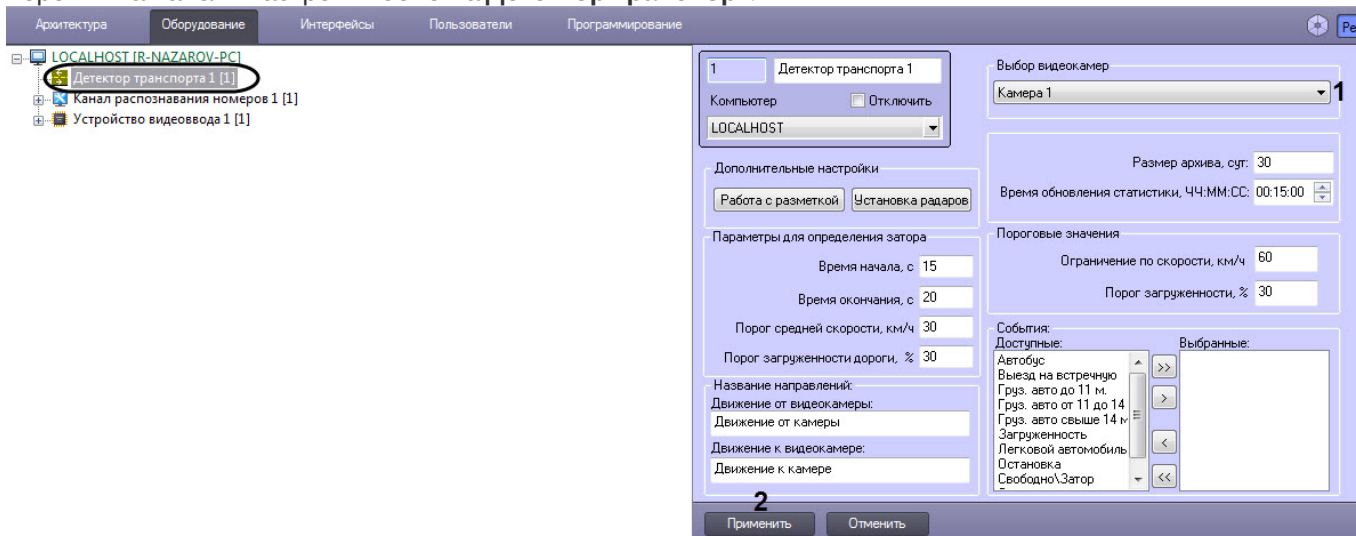 Архитектура Оборудование Интерфейсы Пользователи Программирование
LOCALHOST [R-NAZAROV-PC]
Детектор транспорта 1 [1]
Канал распознавания номеров 1 [1]
Устройство видеоввода 1 [1]
1 Детектор транспорта 1
Компьютер Отключить
LOCALHOST
Дополнительные настройки
Работа с разметкой Установка радаров
Параметры для определения затора
Время начала, с 15
Время окончания, с 20
Порог средней скорости, км/ч 30
Порог загруженности дороги, % 30
Название направлений:
Движение от видеокамеры:
Движение от камеры
Движение к видеокамере:
Движение к камере
Выбор видеокамер
Камера 1 1
Размер архива, сут: 30
Время обновления статистики, ЧЧ:ММ:СС: 00:15:00
Пороговые значения
Ограничение по скорости, км/ч 60
Порог загруженности, % 30
События:
Доступные: Выбранные:
Автобус
Выезд на встречную
Груз. авто до 11 м.
Груз. авто от 11 до 14
Груз. авто свыше 14 м
Загруженность
Легковой автомобиль
Остановка
Свободно\Затор
>>
>
<
<<
2
Применить Отменить